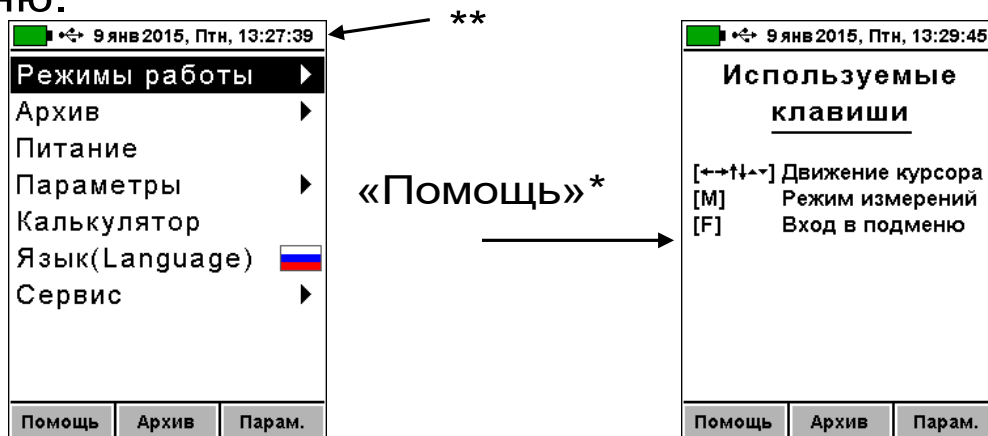 ню.
**
9 янв 2015, Птн, 13:27:39
Режимы работы
Архив
Питание
Параметры
Калькулятор
Язык(Language)
Сервис
Помощь Архив Парам.
«Помощь»*
9 янв 2015, Птн, 13:29:45
Используемые
клавиши
[←→↑↓▴▾] Движение курсора
[M] Режим измерений
[F] Вход в подменю
Помощь Архив Парам.